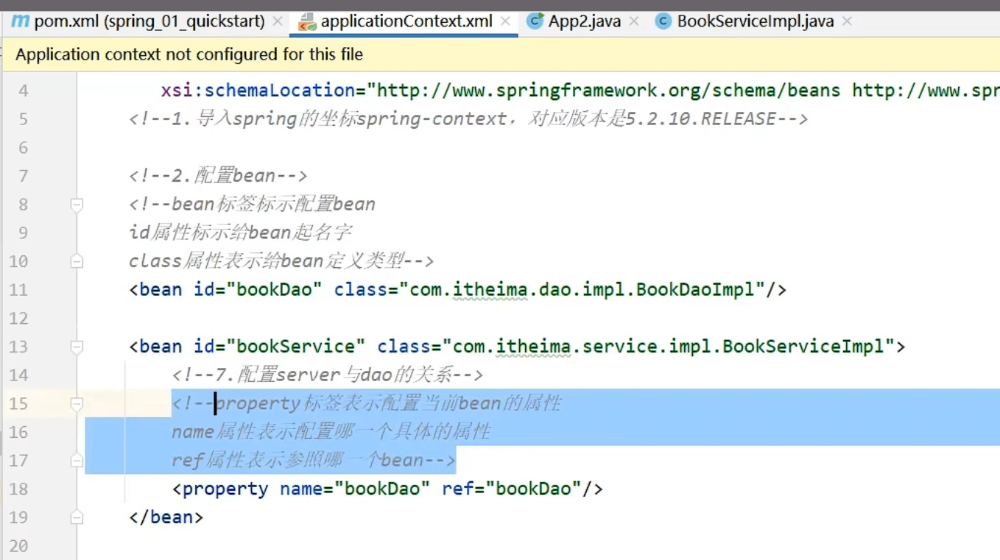 pom.xml (spring_01_quickstart) applicationContext.xml App2.java BookServiceImpl.java
Application context not configured for this file
4 xsi:schemaLocation="http://www.springframework.org/schema/beans http://www.spr
5 <!--1.导入spring的坐标spring-context，对应版本是5.2.10.RELEASE-->
6
7 <!--2.配置bean-->
8 <!--bean标签标示配置bean
9 id属性标示给bean起名字
10 class属性表示给bean定义类型-->
11 <bean id="bookDao" class="com.itheima.dao.impl.BookDaoImpl"/>
12
13 <bean id="bookService" class="com.itheima.service.impl.BookServiceImpl">
14 <!--7.配置server与dao的关系-->
15 <!--property标签表示配置当前bean的属性
16 name属性表示配置哪一个具体的属性
17 ref属性表示参照哪一个bean-->
18 <property name="bookDao" ref="bookDao"/>
19 </bean>
20